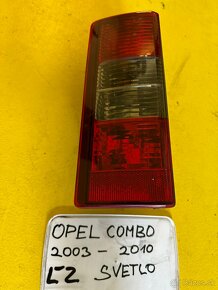 OPEL COMBO
2003 - 2010
LZ SVETLO